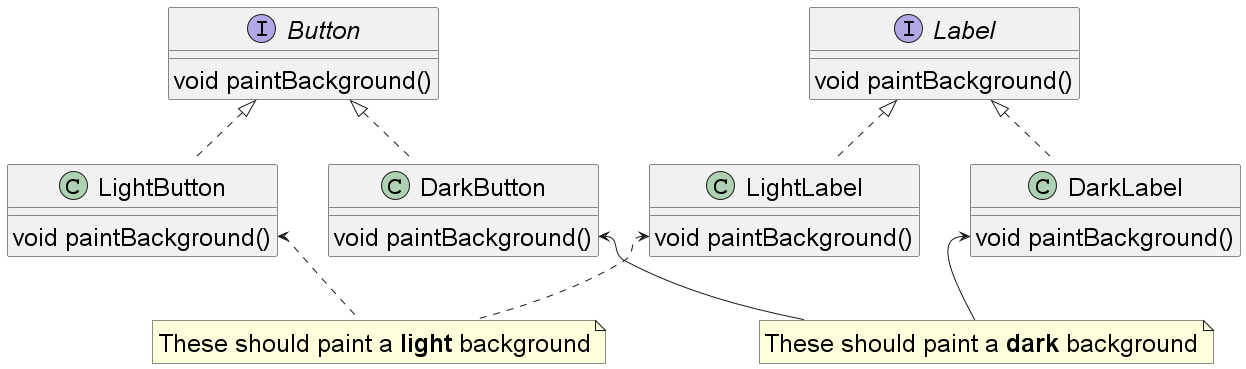 I Button
void paintBackground()
I Label
void paintBackground()
C LightButton
void paintBackground()
C DarkButton
void paintBackground()
C LightLabel
void paintBackground()
C DarkLabel
void paintBackground()
These should paint a light background
These should paint a dark background